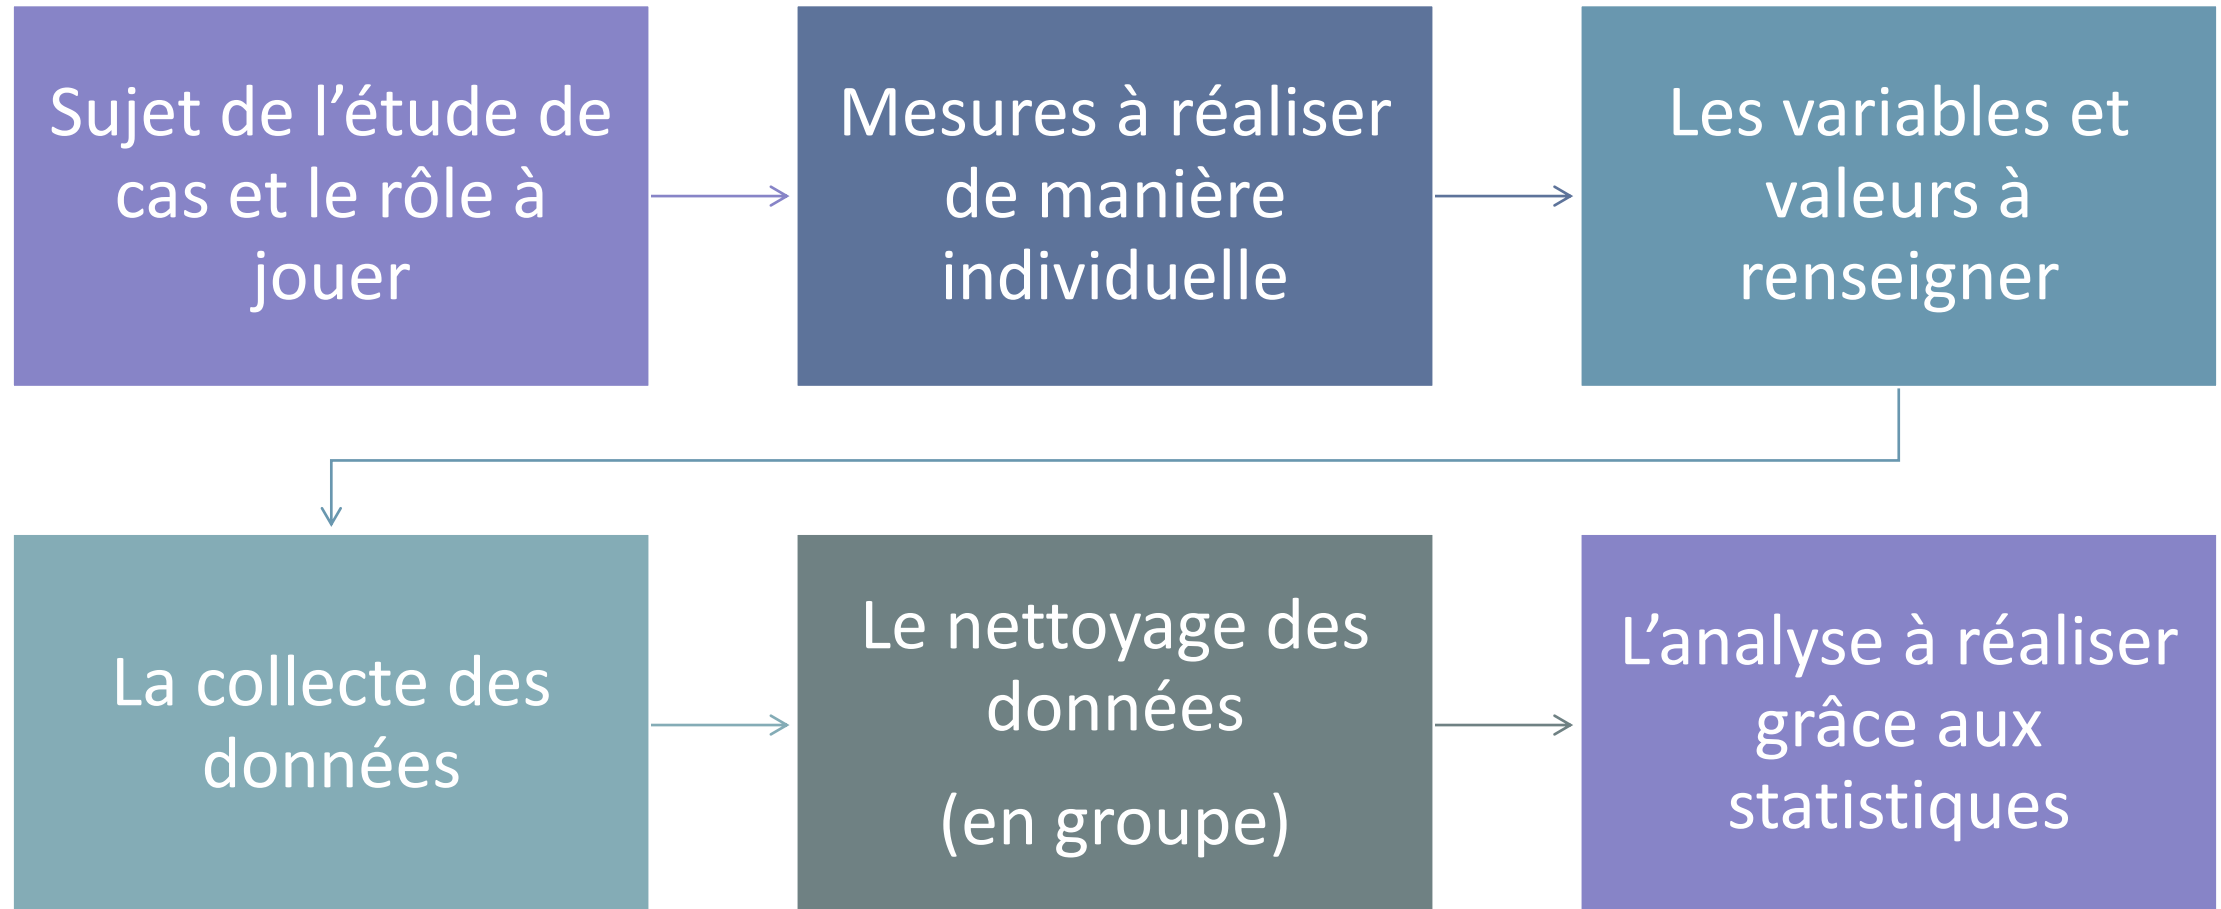 Sujet de l’étude de
cas et le rôle à
jouer
Mesures à réaliser
de manière
individuelle
Les variables et
valeurs à
renseigner
La collecte des
données
Le nettoyage des
données
(en groupe)
L’analyse à réaliser
grâce aux
statistiques